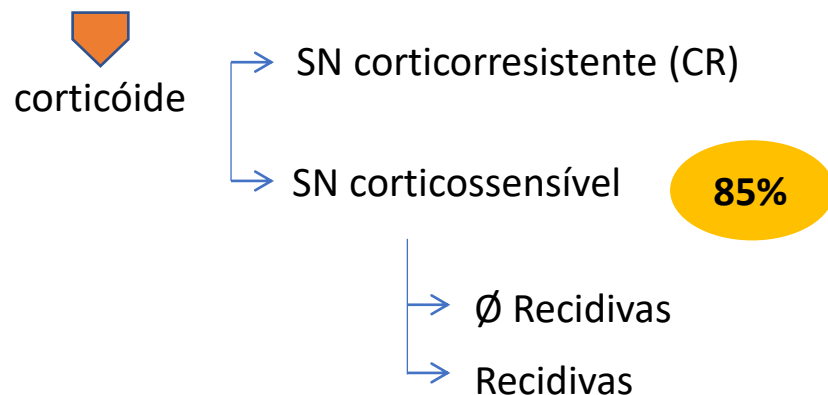 SN corticorresistente (CR)
corticóide
SN corticossensível
85%
Ø Recidivas
Recidivas